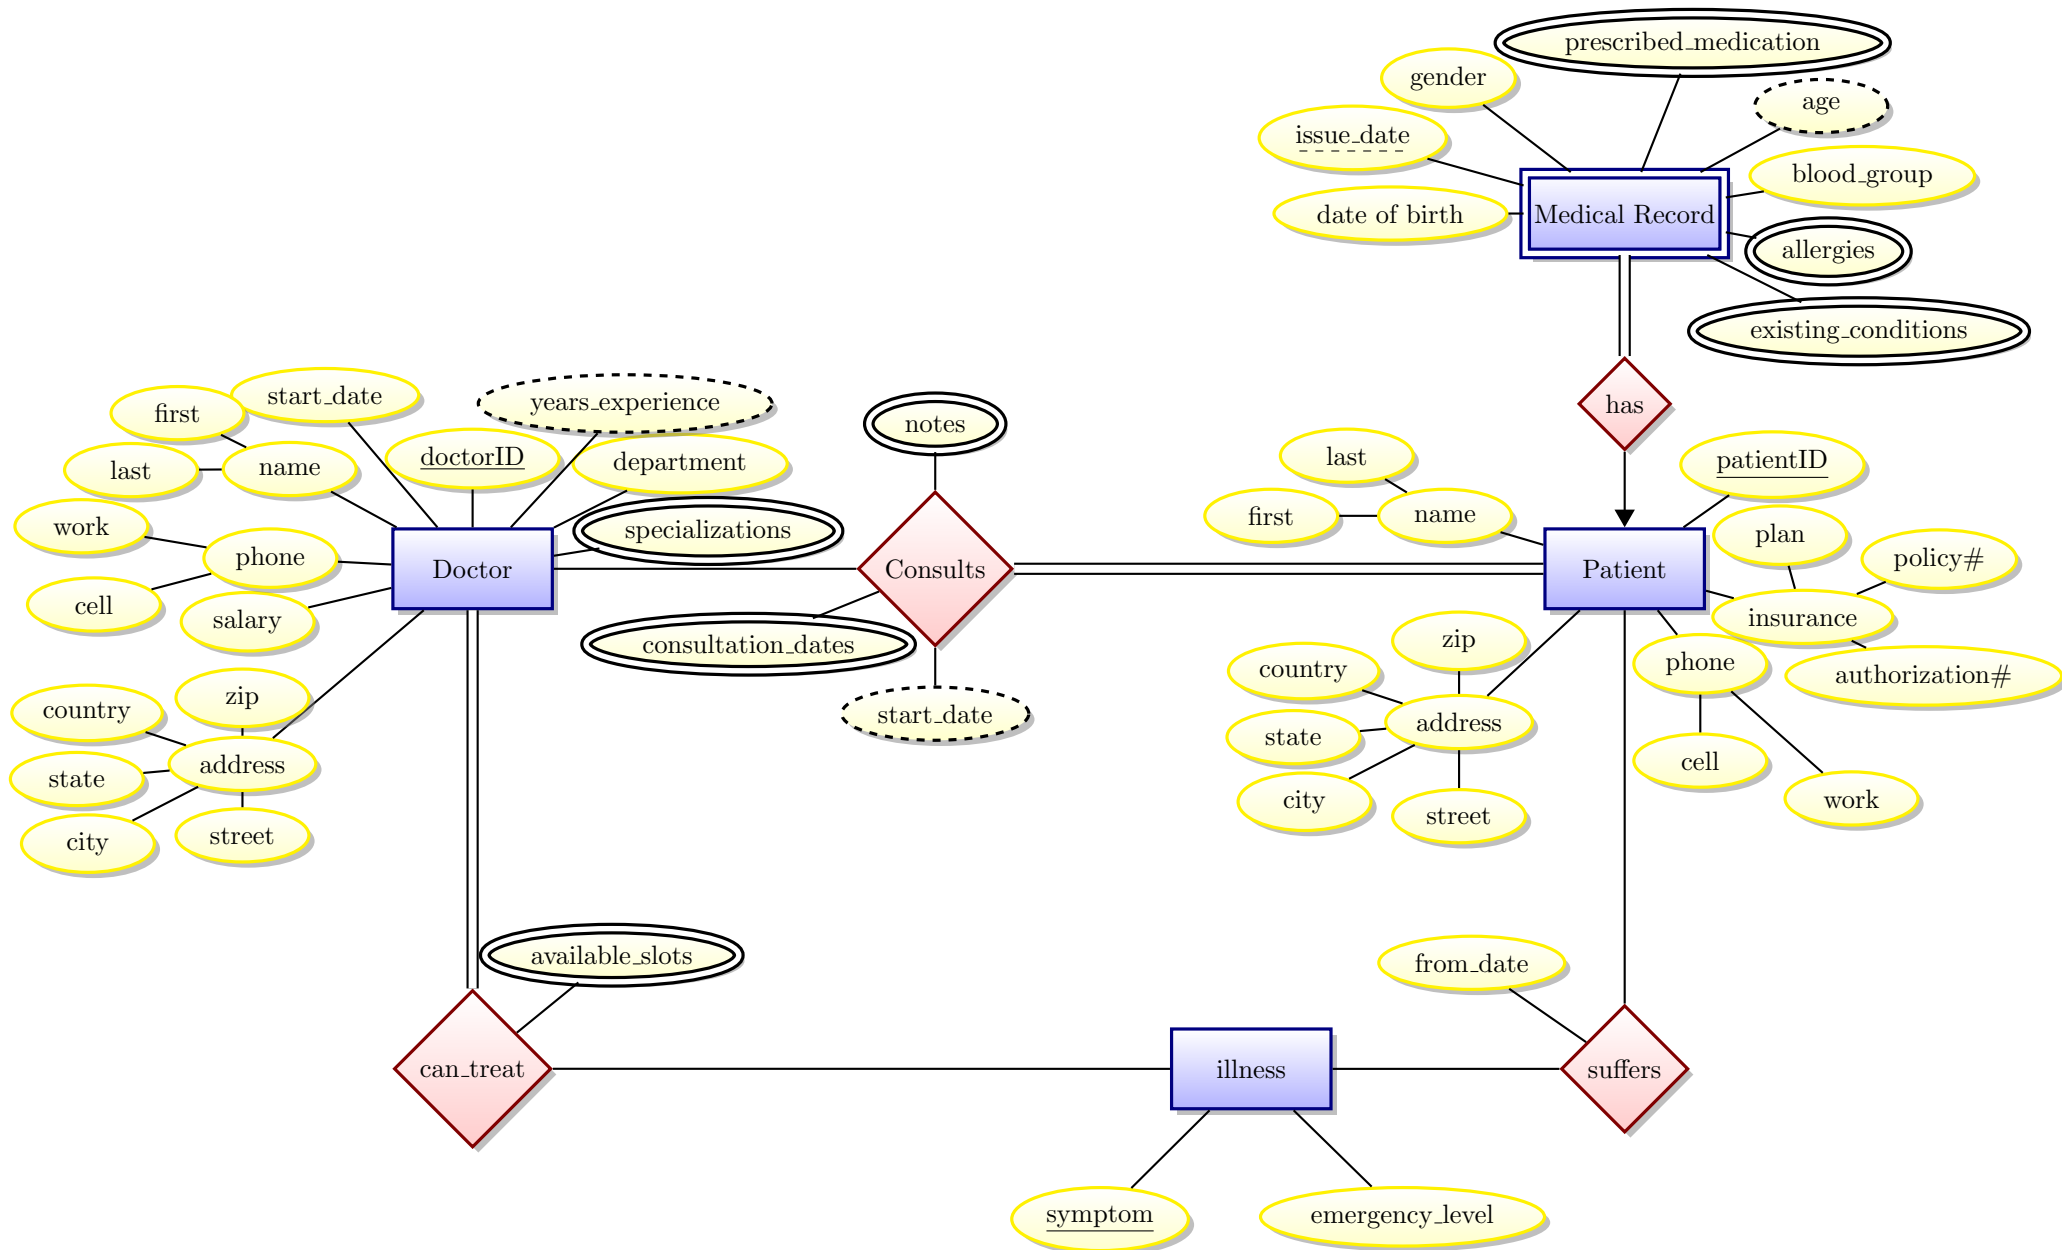 prescribed_medication
gender
age
issue_date
blood_group
date of birth
Medical Record
allergies
existing_conditions
has
first
start_date
years_experience
last
name
doctorID
department
notes
last
patientID
work
phone
specializations
first
name
plan
policy#
Doctor
Consults
Patient
cell
salary
insurance
consultation_dates
zip
country
phone
authorization#
country
zip
start_date
state
address
state
address
cell
city
street
city
street
work
available_slots
from_date
can_treat
illness
suffers
symptom
emergency_level